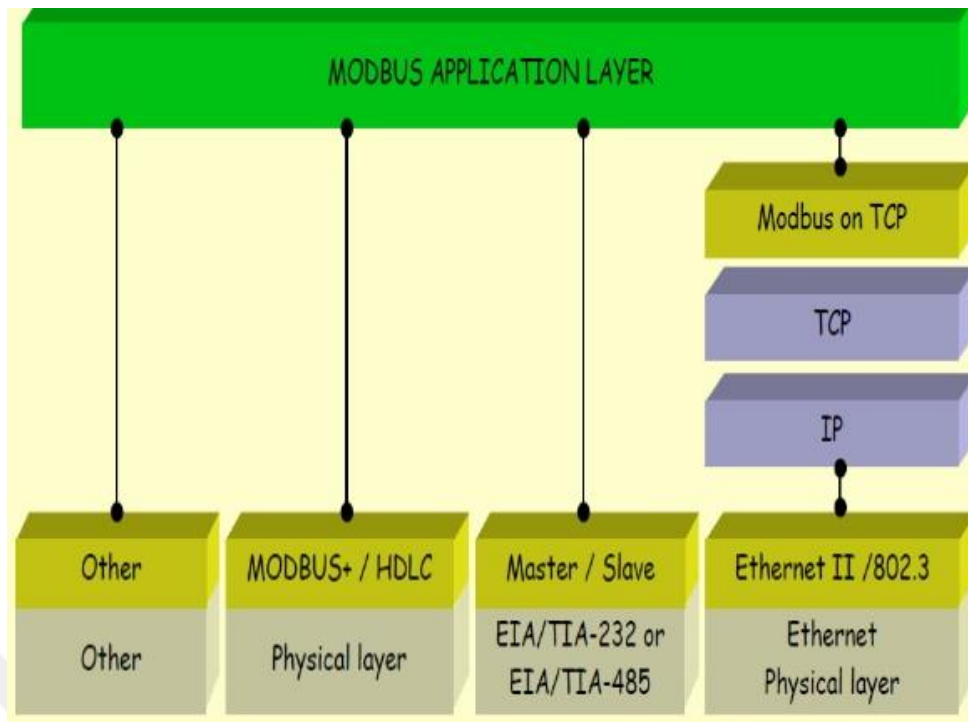 MODBUS APPLICATION LAYER
Modbus on TCP
TCP
IP
Other
MODBUS+ / HDLC
Master / Slave
Ethernet II /802.3
Other
Physical layer
EIA/TIA-232 or
EIA/TIA-485
Ethernet
Physical layer